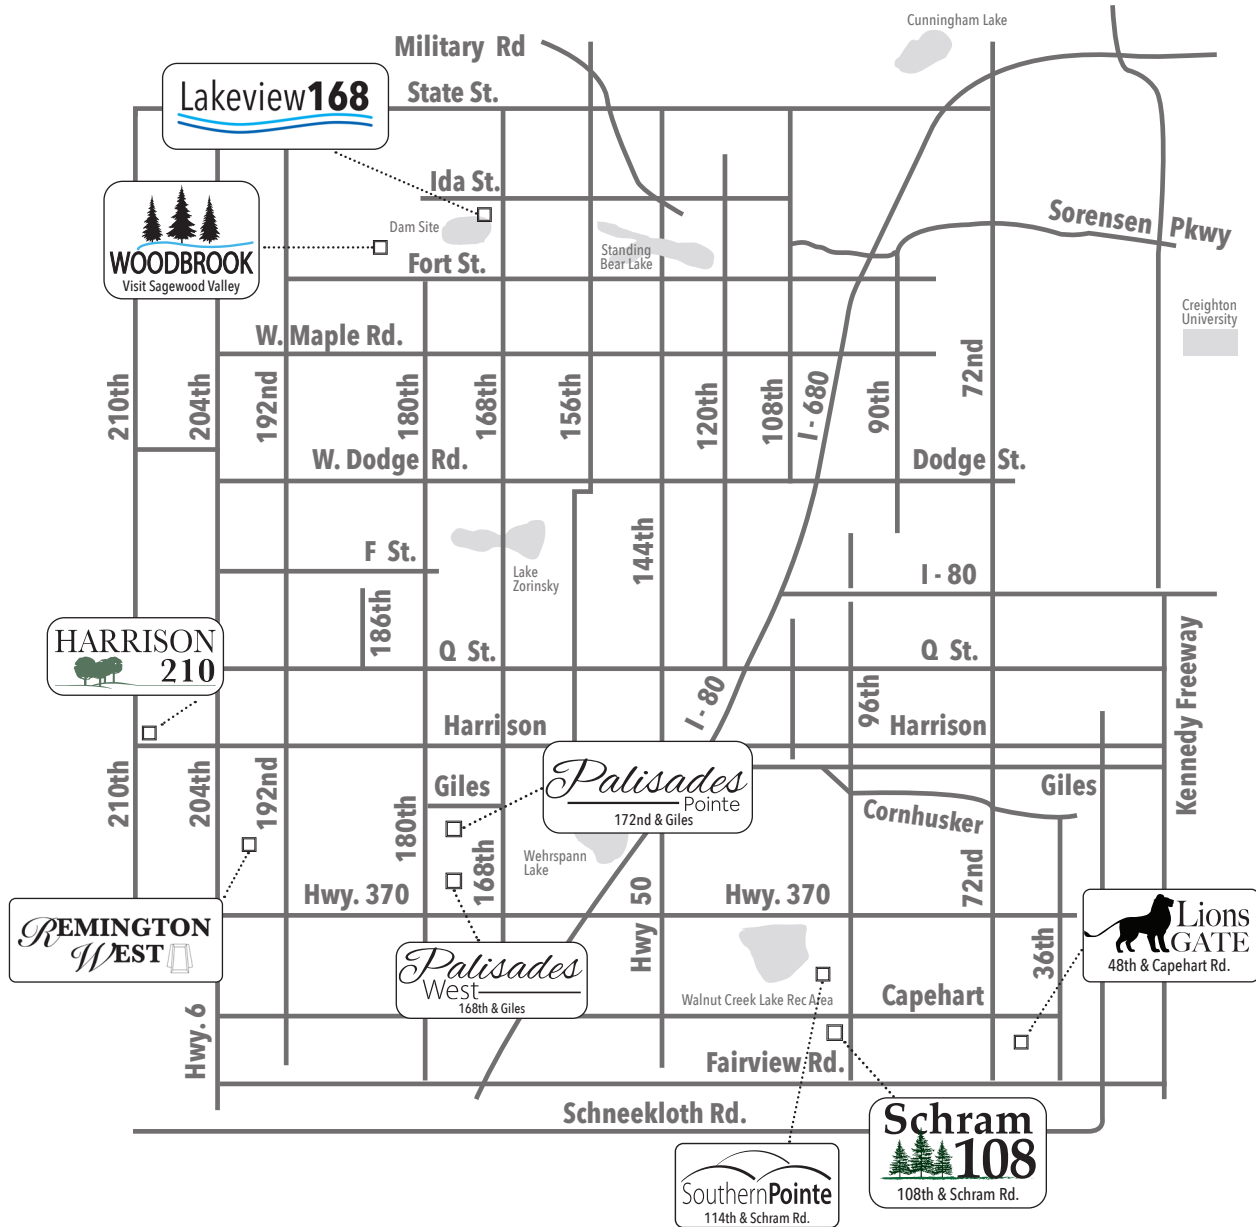 Cunningham Lake
Military Rd
Lakeview168
State St.
Ida St.
Dam Site
Standing
Bear Lake
Sorensen Pkwy
WOODBROOK
Visit Sagewood Valley
Fort St.
Creighton
University
W. Maple Rd.
210th
204th
192nd
180th
168th
156th
120th
108th
I - 680
90th
72nd
W. Dodge Rd.
Dodge St.
144th
F St.
Lake
Zorinsky
I - 80
186th
HARRISON
210
Q St.
Q St.
I - 80
96th
Kennedy Freeway
Harrison
Harrison
210th
204th
192nd
180th
Giles
168th
Palisades
Pointe
172nd & Giles
Giles
Cornhusker
Wehrspann
Lake
72nd
Hwy. 370
Hwy 50
Hwy. 370
36th
Lions
GATE
48th & Capehart Rd.
REMINGTON
WEST
Palisades
West
168th & Giles
Walnut Creek Lake Rec Area
Capehart
Hwy. 6
Fairview Rd.
Schneekloth Rd.
Schram
108
108th & Schram Rd.
SouthernPointe
114th & Schram Rd.